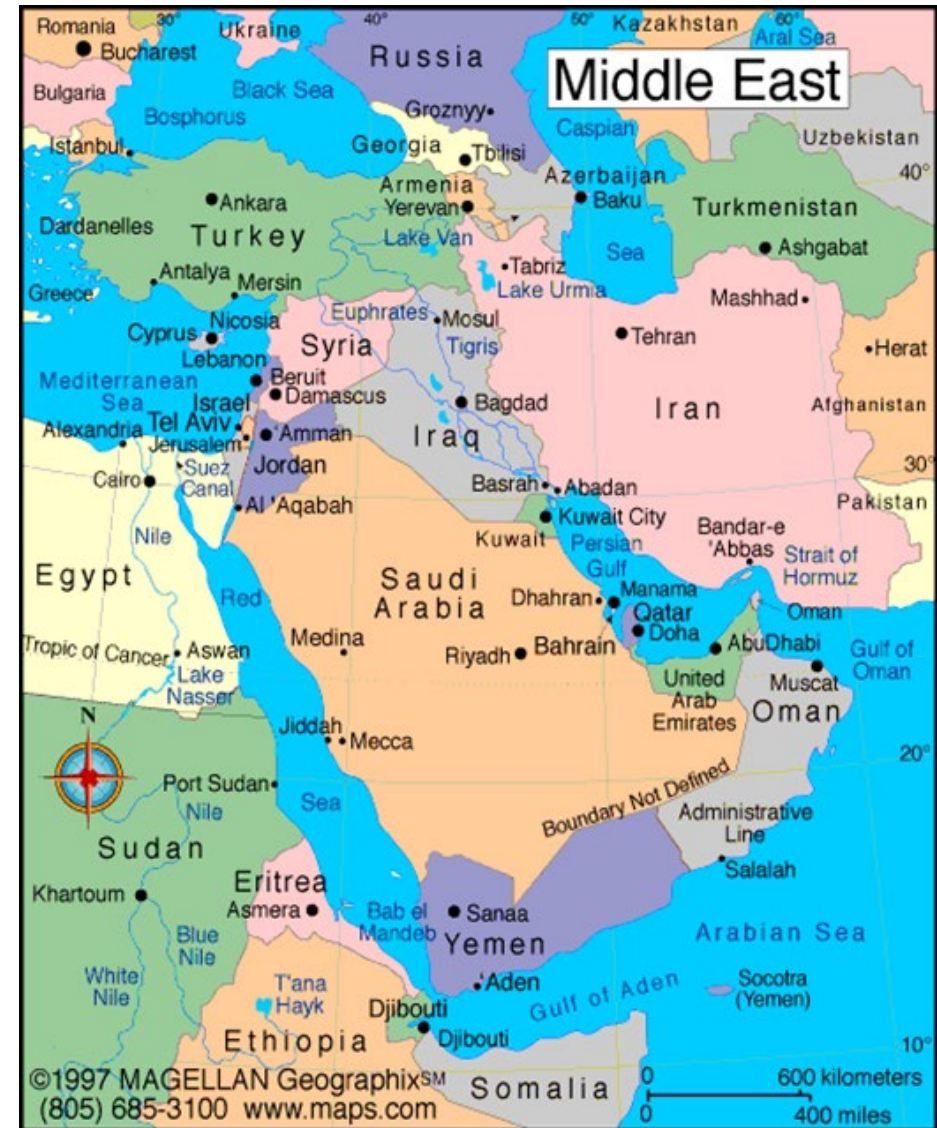 Romania
30°
40°
50°
60°
Bucharest
Ukraine
Russia
Kazakhstan
Aral Sea
Middle East
Bulgaria
Black Sea
Bosphorus
Groznyy
Caspian
Uzbekistan
Istanbul
Georgia
Tbilisi
40°
Armenia
Azerbaijan
Yerevan
Baku
Ankara
Turkmenistan
Dardanelles
Turkey
Lake Van
Sea
Ashgabat
Antalya
Mersin
Tabriz
Lake Urmia
Greece
Mashhad
Nicosia
Euphrates
Mosul
Cyprus
Syria
Tigris
Tehran
Herat
Lebanon
Beruit
Mediterranean
Sea
Israel
Damascus
Bagdad
Iran
Afghanistan
Alexandria
Tel Aviv
'Amman
Iraq
Jerusalem
Jordan
30°
Suez
Canal
Cairo
Basrah
Abadan
Pakistan
Al 'Aqabah
Kuwait City
Kuwait
Persian
Gulf
Bandar-e
'Abbas
Strait of
Hormuz
Nile
Egypt
Red
Saudi
Arabia
Dhahran
Manama
Qatar
Oman
Tropic of Cancer
Aswan
Medina
Riyadh
Bahrain
Doha
AbuDhabi
Gulf of
Oman
Lake
Nasser
United
Arab
Emirates
Muscat
Oman
N
Jiddah
Mecca
20°
Port Sudan
Sea
Boundary Not Defined
Nile
Administrative
Line
Sudan
Salalah
Eritrea
Khartoum
Asmera
Bab el
Mandeb
Sanaa
Yemen
Arabian Sea
Blue
Nile
White
Nile
T'ana
Hayk
'Aden
Gulf of Aden
Socotra
(Yemen)
Djibouti
Djibouti
Ethiopia
10°
©1997 MAGELLAN Geographix℠
(805) 685-3100 www.maps.com
Somalia
0 600 kilometers
0 400 miles